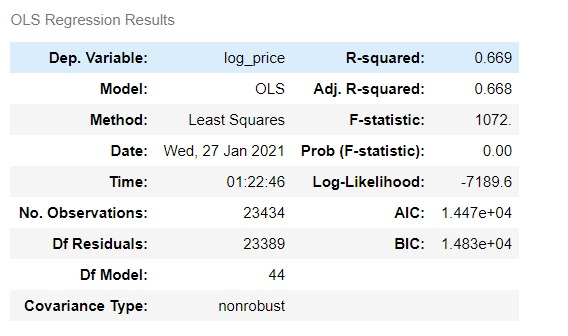 OLS Regression Results
Dep. Variable: log_price R-squared: 0.669
Model: OLS Adj. R-squared: 0.668
Method: Least Squares F-statistic: 1072.
Date: Wed, 27 Jan 2021 Prob (F-statistic): 0.00
Time: 01:22:46 Log-Likelihood: -7189.6
No. Observations: 23434 AIC: 1.447e+04
Df Residuals: 23389 BIC: 1.483e+04
Df Model: 44
Covariance Type: nonrobust